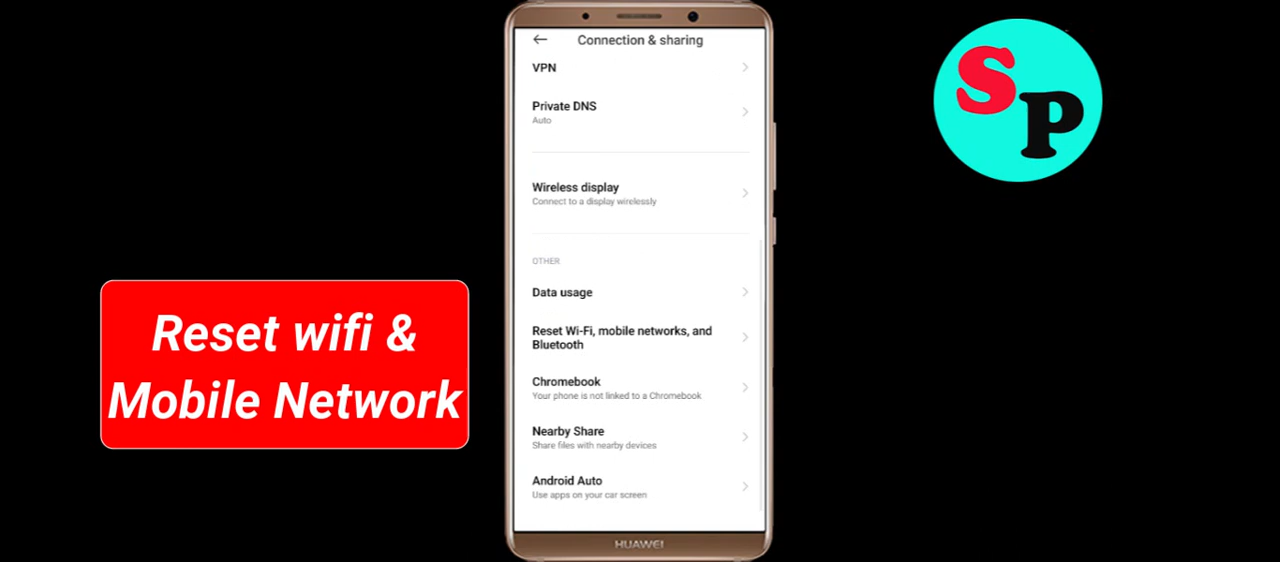 Connection & sharing
VPN
Private DNS
Auto
Wireless display
Connect to a display wirelessly
OTHER
Data usage
Reset Wi-Fi, mobile networks, and
Bluetooth
Chromebook
Your phone is not linked to a Chromebook
Nearby Share
Share files with nearby devices
Android Auto
Use apps on your car screen
HUAWEI
Reset wifi &
Mobile Network
SP